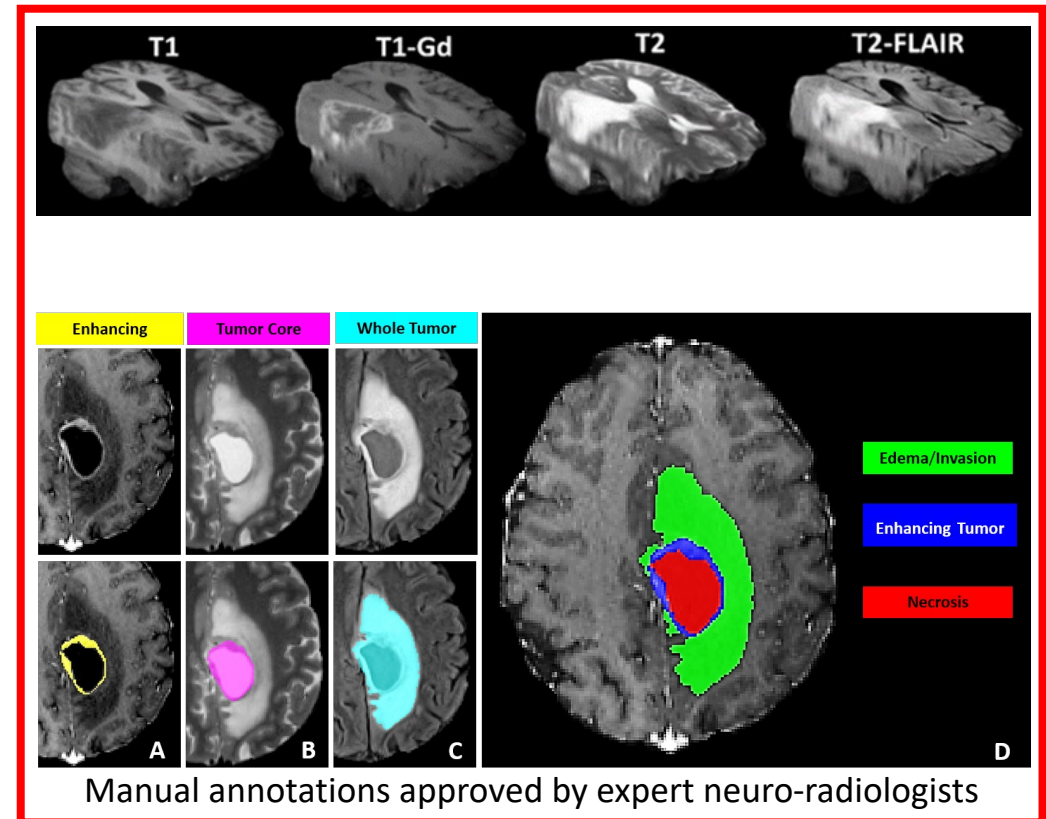 T1 T1-Gd T2 T2-FLAIR
Enhancing Tumor Core Whole Tumor
Edema/Invasion
Enhancing Tumor
Necrosis
A B C D
Manual annotations approved by expert neuro-radiologists